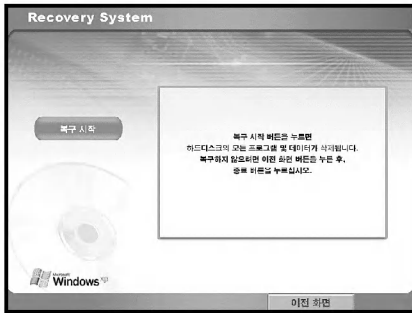 Recovery System
복구 시작
복구 시작 버튼을 누르면
하드디스크의 모든 프로그램 및 데이터가 삭제됩니다.
복구하지 않으려면 이전 화면 버튼을 누른 후,
종료 버튼을 누르십시오.
Microsoft
Windows xp
이전 화면